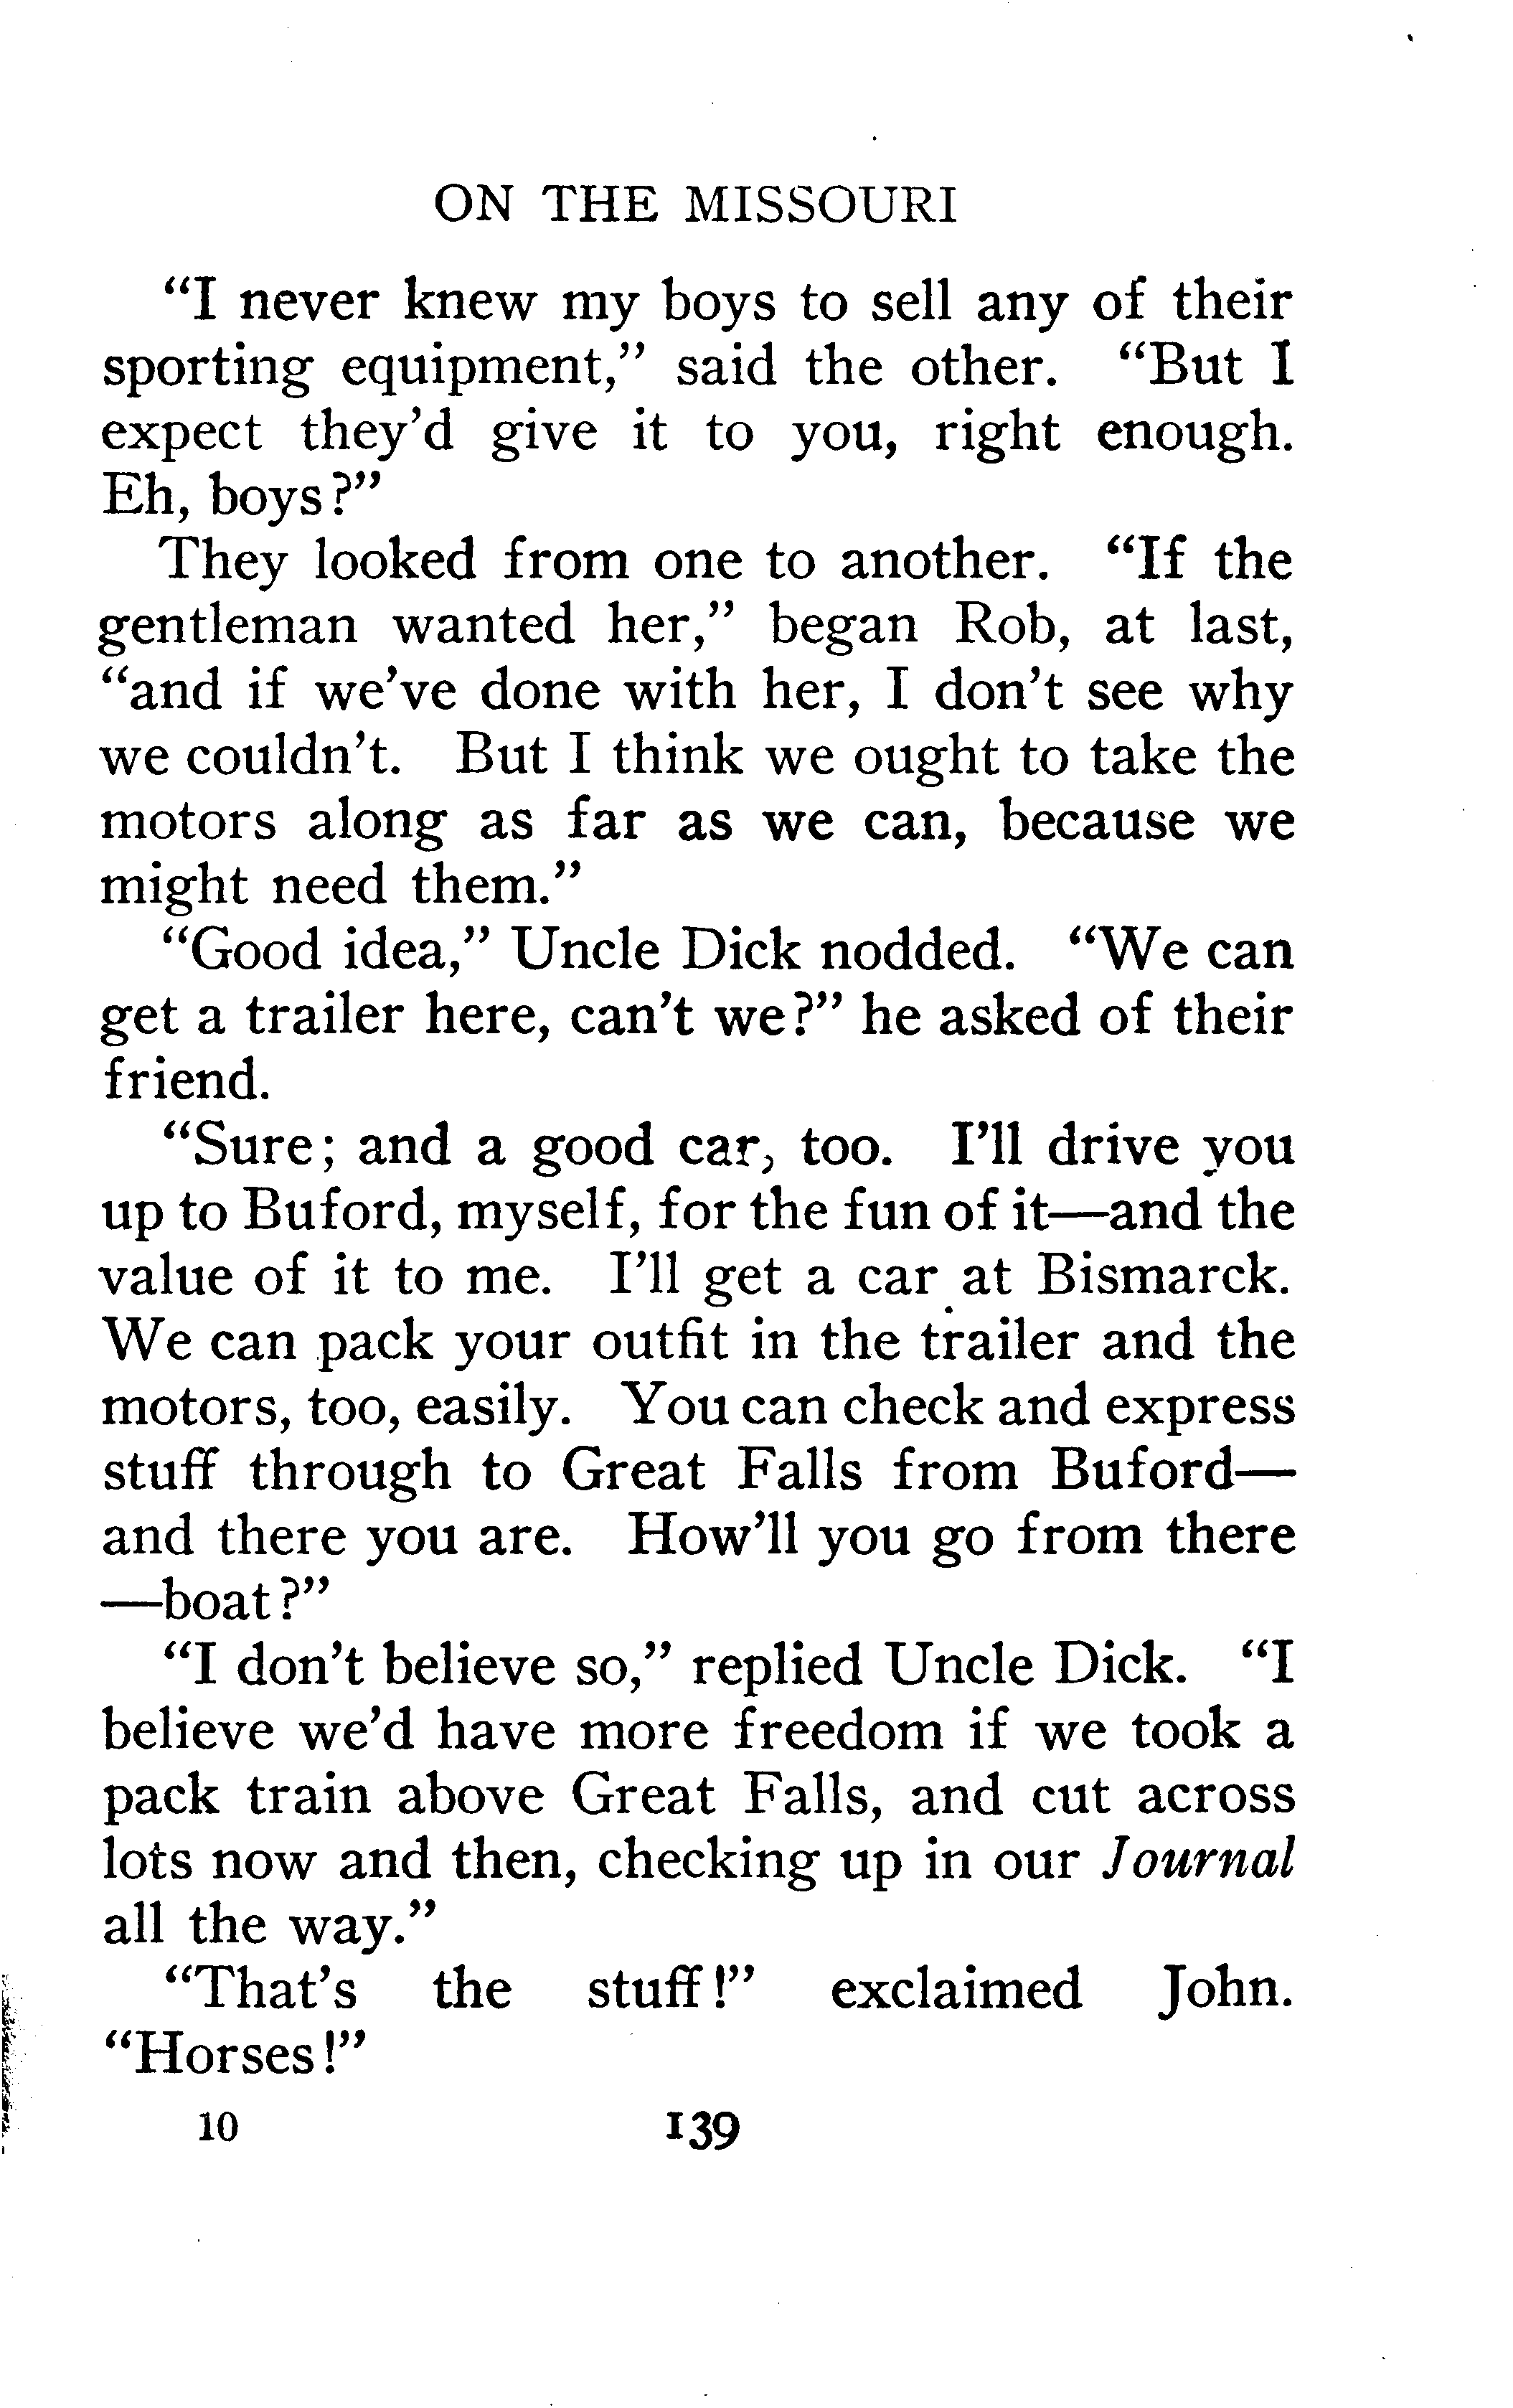 ON THE MISSOURI
“I never knew my boys to sell any of their
sporting equipment,” said the other. “But I
expect they’d give it to you, right enough.
Eh, boys?”
They looked from one to another. “If the
gentleman wanted her,” began Rob, at last,
“and if we’ve done with her, I don’t see why
we couldn’t. But I think we ought to take the
motors along as far as we can, because we
might need them.”
“Good idea,” Uncle Dick nodded. “We can
get a trailer here, can’t we?” he asked of their
friend.
“Sure; and a good car, too. I’ll drive you
up to Buford, myself, for the fun of it—and the
value of it to me. I’ll get a car at Bismarck.
We can pack your outfit in the trailer and the
motors, too, easily. You can check and express
stuff through to Great Falls from Buford—
and there you are. How’ll you go from there
—boat?”
“I don’t believe so,” replied Uncle Dick. “I
believe we’d have more freedom if we took a
pack train above Great Falls, and cut across
lots now and then, checking up in our Journal
all the way.”
“That’s the stuff!” exclaimed John.
“Horses!”
10 139